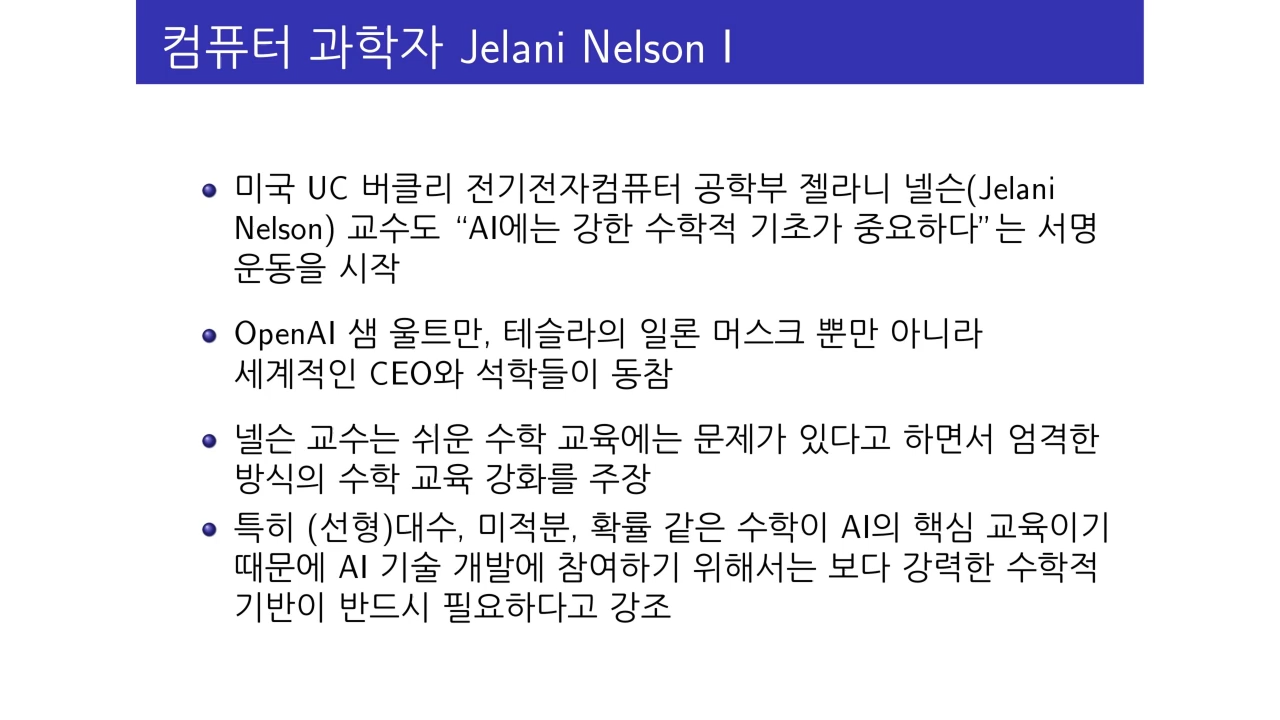 컴퓨터 과학자 Jelani Nelson I
미국 UC 버클리 전기전자컴퓨터 공학부 젤라니 넬슨(Jelani
Nelson) 교수도 “AI에는 강한 수학적 기초가 중요하다”는 서명
운동을 시작
OpenAI 샘 울트만, 테슬라의 일론 머스크 뿐만 아니라
세계적인 CEO와 석학들이 동참
넬슨 교수는 쉬운 수학 교육에는 문제가 있다고 하면서 엄격한
방식의 수학 교육 강화를 주장
특히 (선형)대수, 미적분, 확률 같은 수학이 AI의 핵심 교육이기
때문에 AI 기술 개발에 참여하기 위해서는 보다 강력한 수학적
기반이 반드시 필요하다고 강조